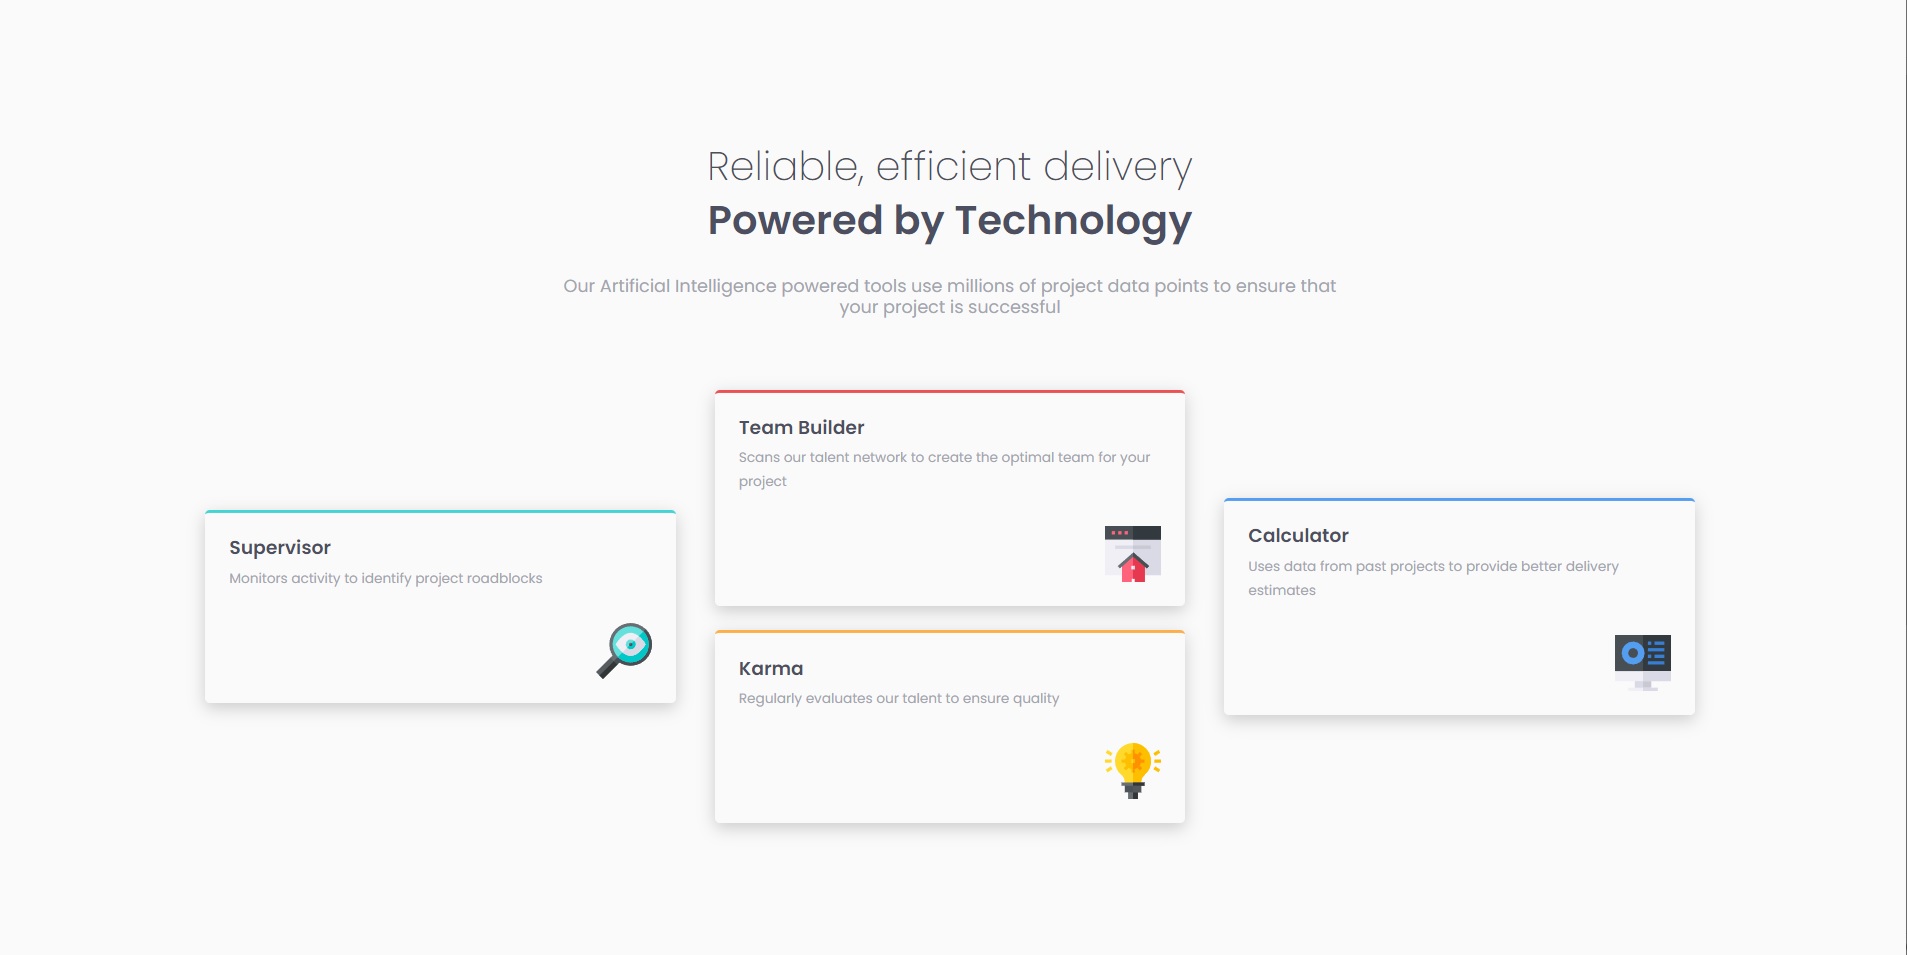 Reliable, efficient delivery
Powered by Technology
Our Artificial Intelligence powered tools use millions of project data points to ensure that
your project is successful
Supervisor
Monitors activity to identify project roadblocks
Team Builder
Scans our talent network to create the optimal team for your
project
Karma
Regularly evaluates our talent to ensure quality
Calculator
Uses data from past projects to provide better delivery
estimates